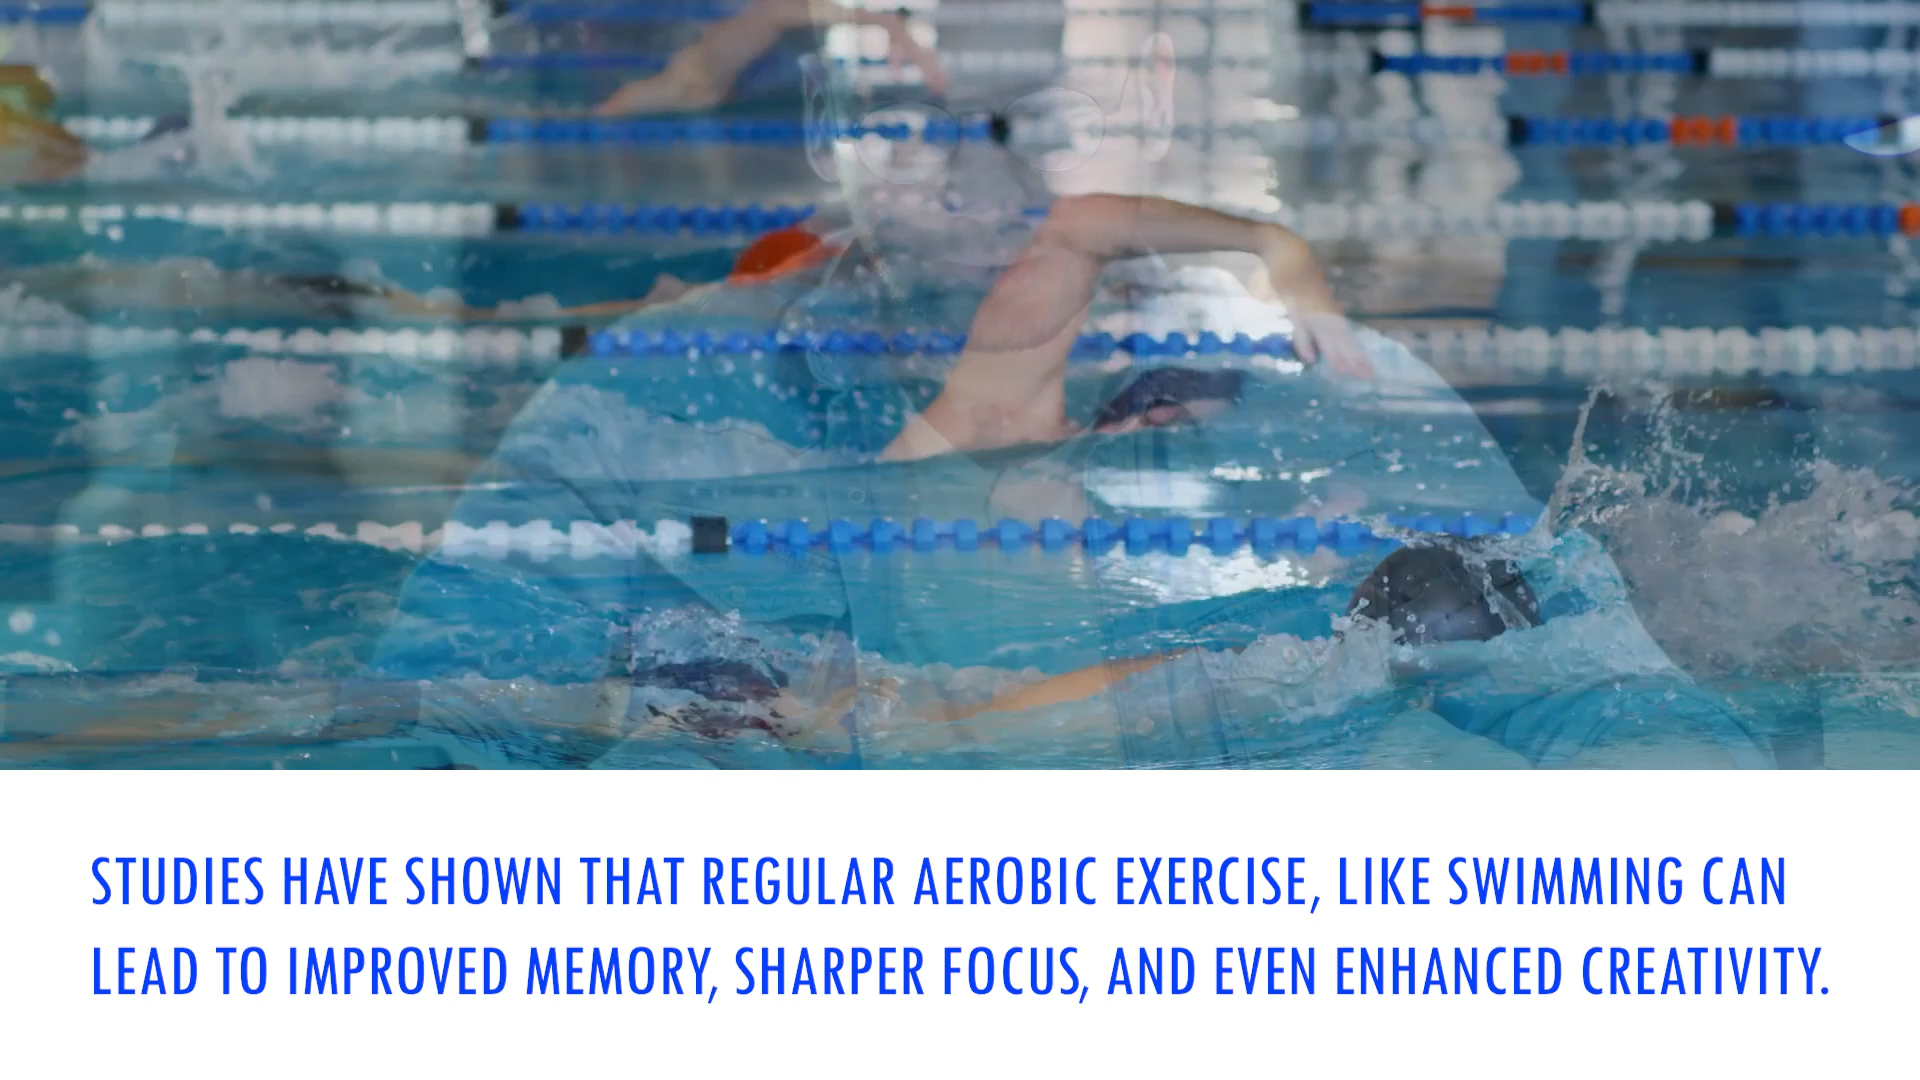 STUDIES HAVE SHOWN THAT REGULAR AEROBIC EXERCISE, LIKE SWIMMING CAN
LEAD TO IMPROVED MEMORY, SHARPER FOCUS, AND EVEN ENHANCED CREATIVITY.